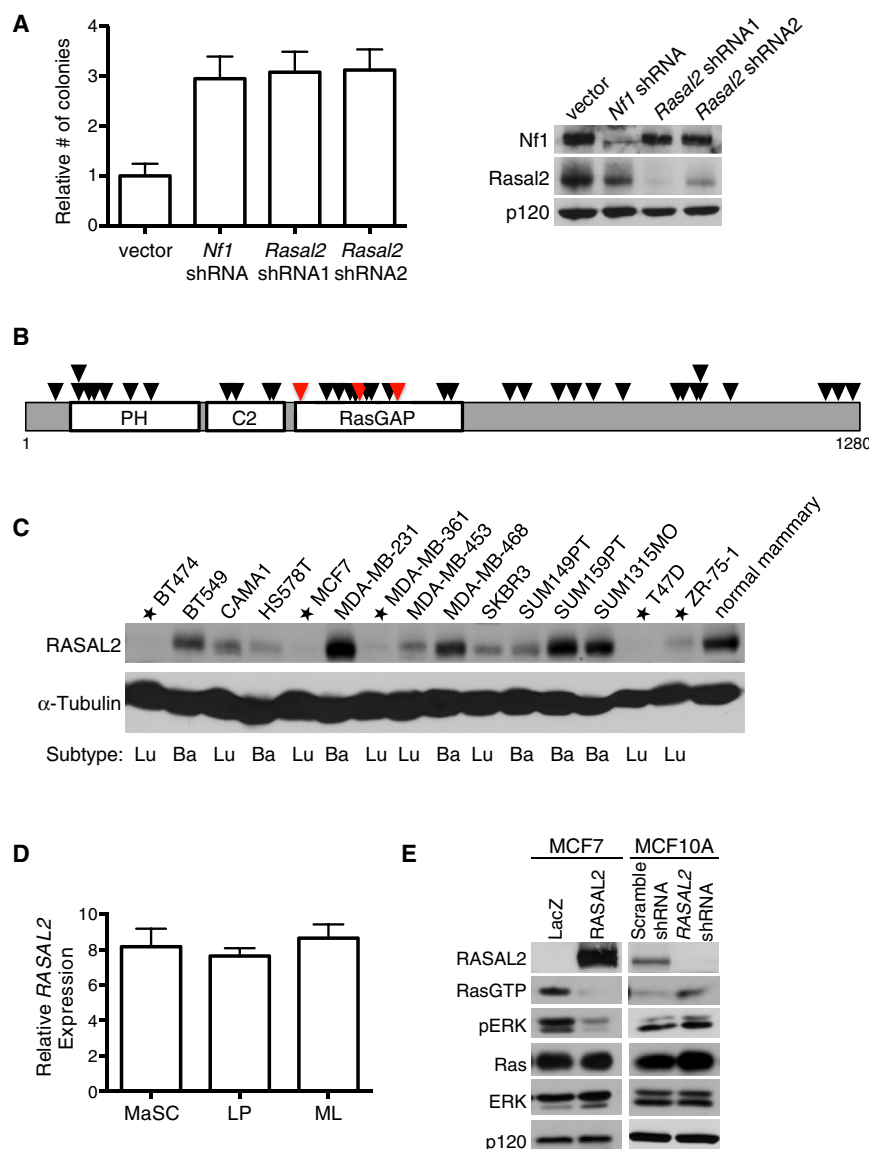 A
Relative # of colonies
4
3
2
1
0
vector
Nf1
shRNA
Rasal2
shRNA1
Rasal2
shRNA2
vector
Nf1 shRNA
Rasal2 shRNA1
Rasal2 shRNA2
Nf1
Rasal2
p120
B
PH
C2
RasGAP
1
1280
C
★ BT474
BT549
CAMA1
HS578T
★ MCF7
MDA-MB-231
★ MDA-MB-361
MDA-MB-453
MDA-MB-468
SKBR3
SUM149PT
SUM159PT
SUM1315MO
★ T47D
★ ZR-75-1
normal mammary
RASAL2
α-Tubulin
Subtype: Lu Ba Lu Ba Lu Ba Lu Lu Ba Lu Ba Ba Ba Lu Lu
D
Relative RASAL2
Expression
10
8
6
4
2
0
MaSC
LP
ML
E
MCF7
MCF10A
LacZ
RASAL2
Scramble
shRNA
RASAL2
shRNA
RASAL2
RasGTP
pERK
Ras
ERK
p120